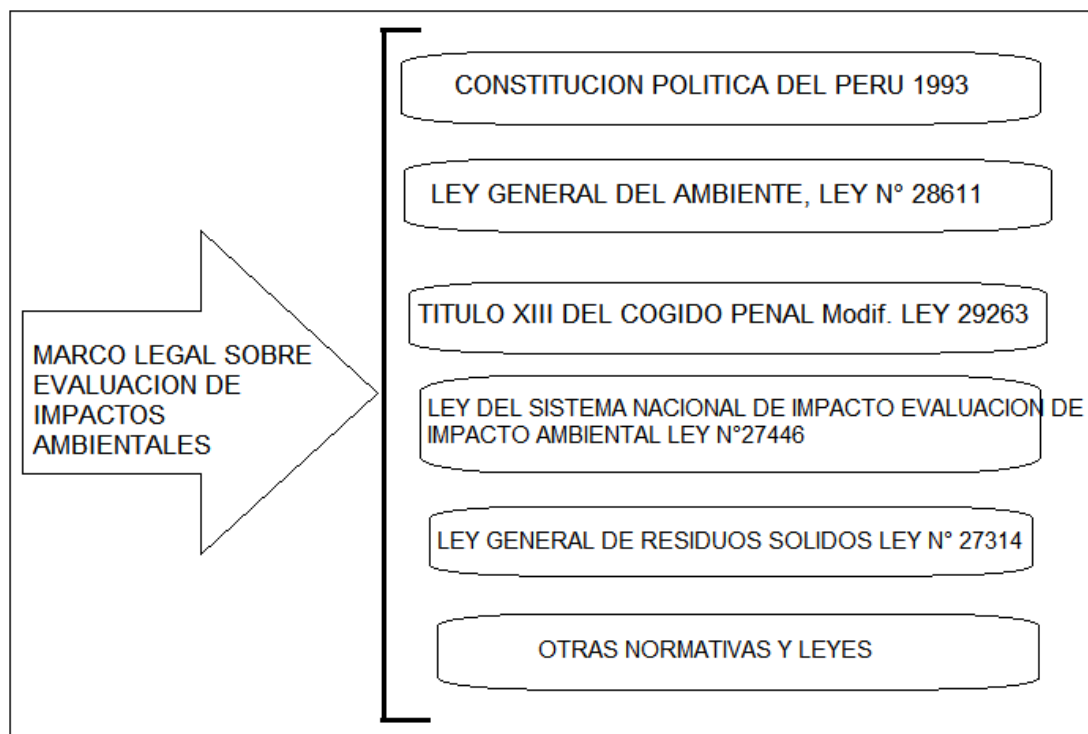 MARCO LEGAL SOBRE
EVALUACION DE
IMPACTOS
AMBIENTALES
CONSTITUCION POLITICA DEL PERU 1993
LEY GENERAL DEL AMBIENTE, LEY N° 28611
TITULO XIII DEL COGIDO PENAL Modif. LEY 29263
LEY DEL SISTEMA NACIONAL DE IMPACTO EVALUACION DE
IMPACTO AMBIENTAL LEY N°27446
LEY GENERAL DE RESIDUOS SOLIDOS LEY N° 27314
OTRAS NORMATIVAS Y LEYES